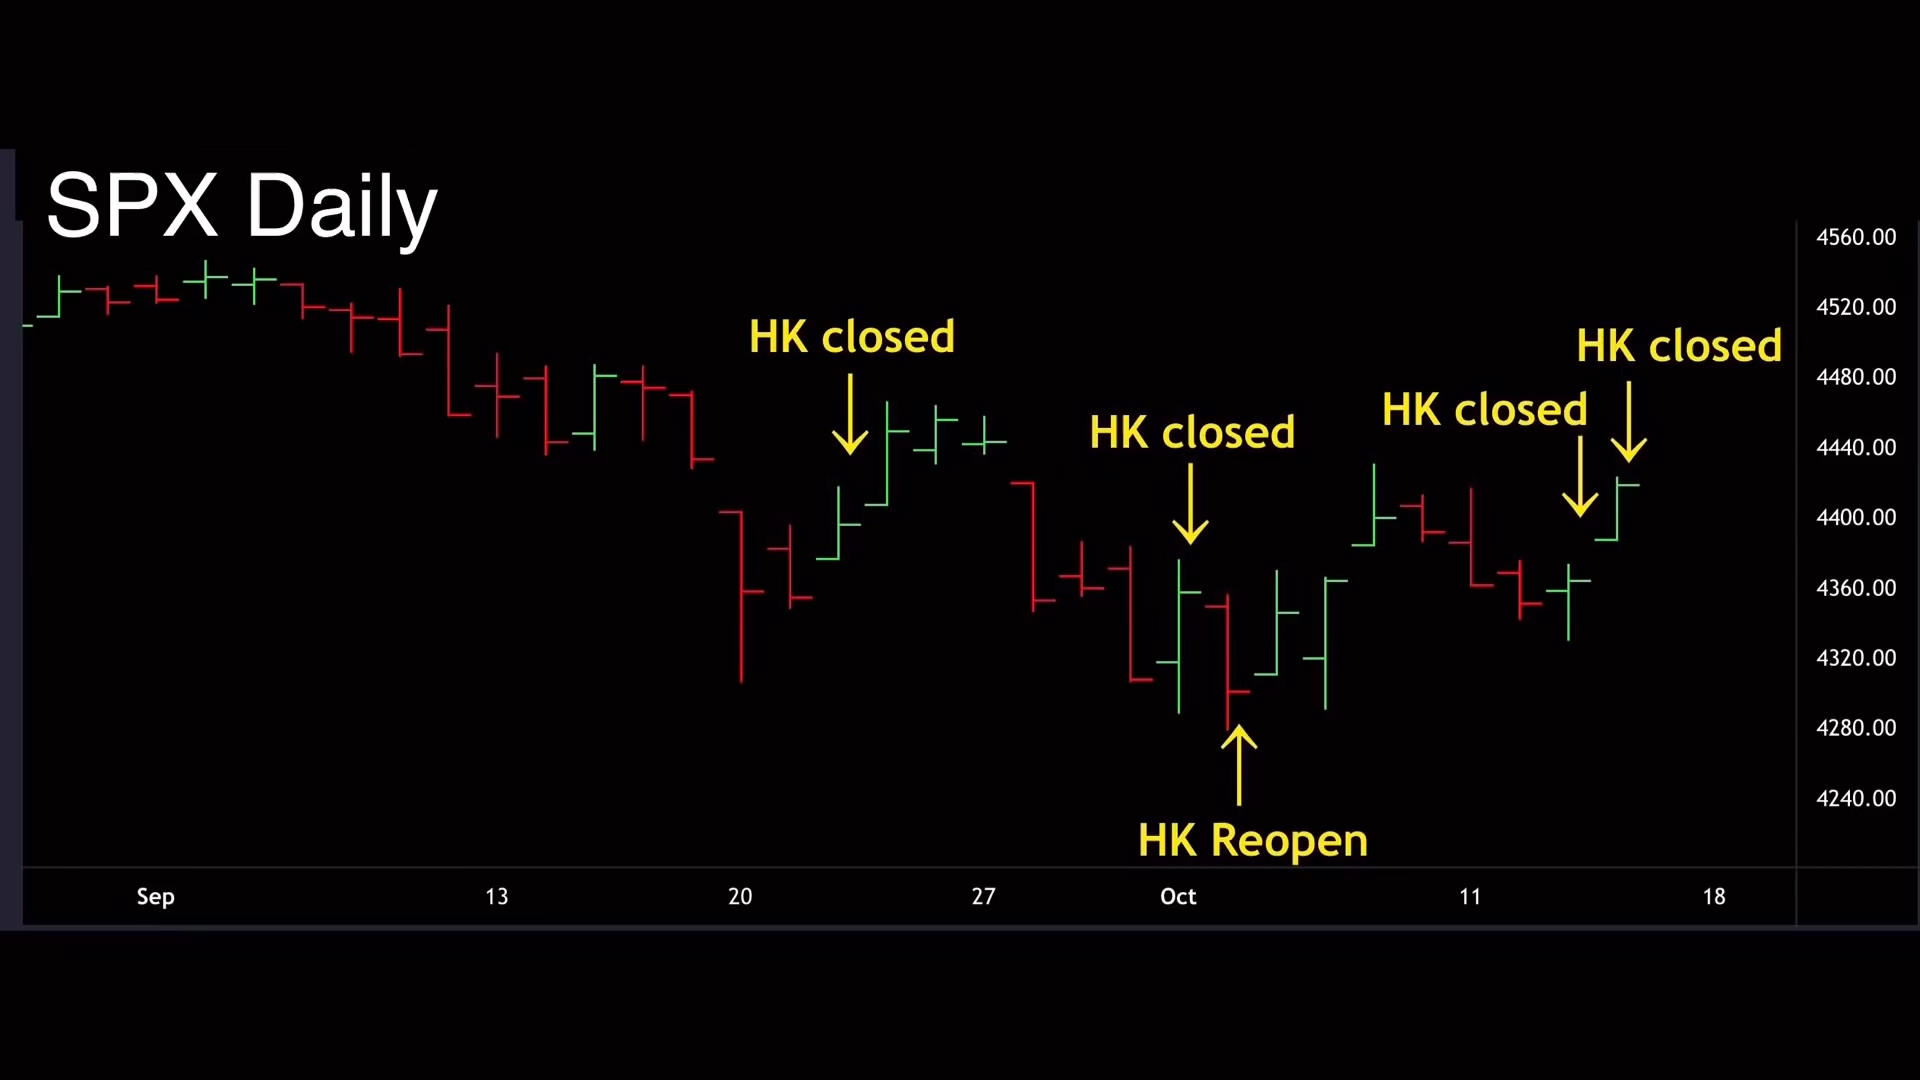 SPX Daily
HK closed
HK closed
HK closed
HK closed
HK Reopen
4560.00
4520.00
4480.00
4440.00
4400.00
4360.00
4320.00
4280.00
4240.00
Sep 13 20 27 Oct 11 18